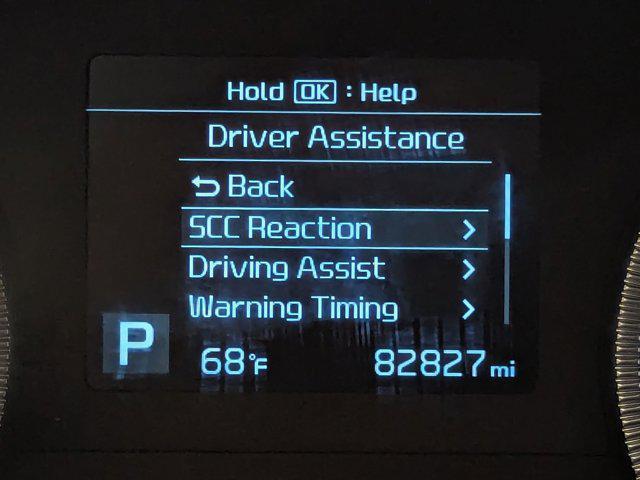 Hold OK : Help
Driver Assistance
Back
SCC Reaction
Driving Assist
Warning Timing
P
68°F 82827 mi